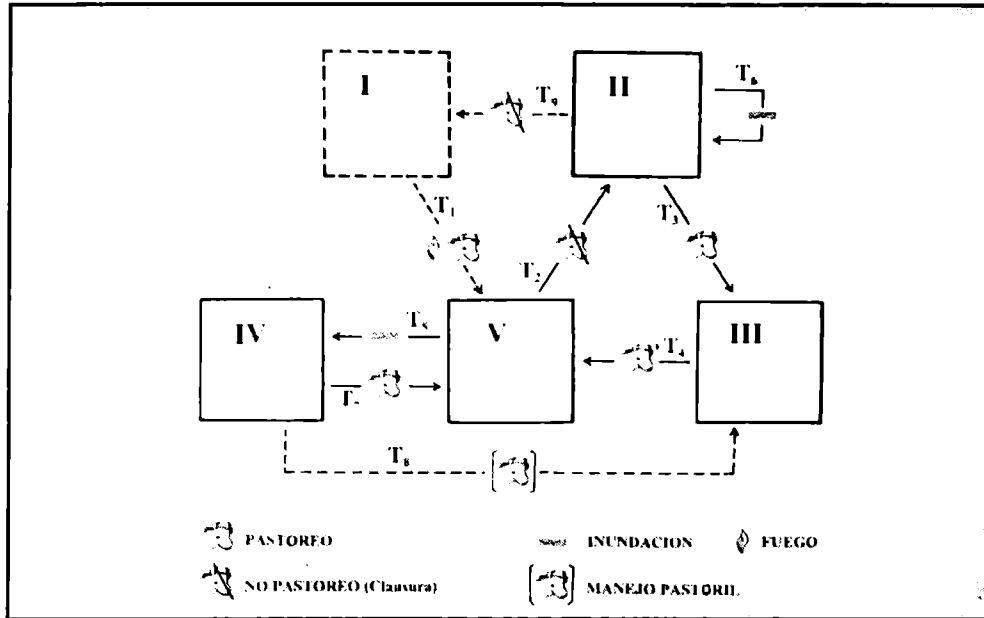 I
II
T₉
T₆
T₁
T₂
T₃
IV
V
III
T₅
T₄
T₈
PASTOREO
INUNDACION
FUEGO
NO PASTOREO (Clausura)
MANEJO PASTORIL